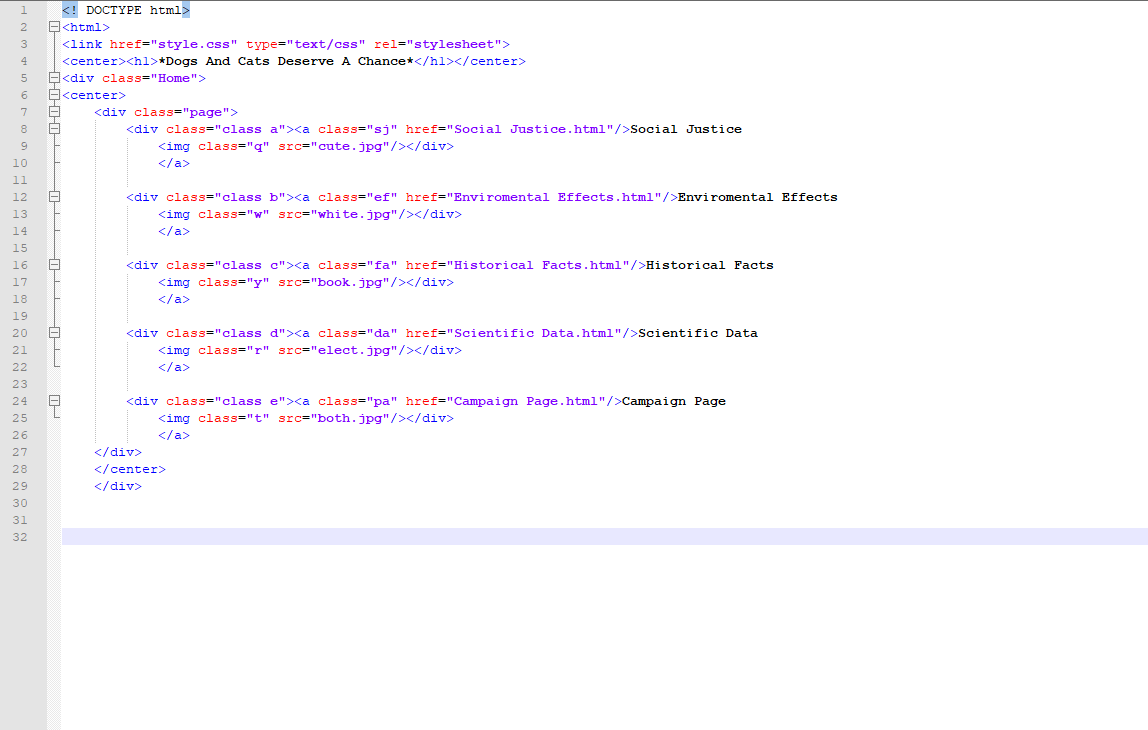 1 <! DOCTYPE html>
2 <html>
3 <link href="style.css" type="text/css" rel="stylesheet">
4 <center><h1>*Dogs And Cats Deserve A Chance*</h1></center>
5 <div class="Home">
6 <center>
7 <div class="page">
8 <div class="class a"><a class="sj" href="Social Justice.html"/>Social Justice
9 <img class="q" src="cute.jpg"/></div>
10 </a>
11
12 <div class="class b"><a class="ef" href="Enviromental Effects.html"/>Enviromental Effects
13 <img class="w" src="white.jpg"/></div>
14 </a>
15
16 <div class="class c"><a class="fa" href="Historical Facts.html"/>Historical Facts
17 <img class="y" src="book.jpg"/></div>
18 </a>
19
20 <div class="class d"><a class="da" href="Scientific Data.html"/>Scientific Data
21 <img class="r" src="elect.jpg"/></div>
22 </a>
23
24 <div class="class e"><a class="pa" href="Campaign Page.html"/>Campaign Page
25 <img class="t" src="both.jpg"/></div>
26 </a>
27 </div>
28 </center>
29 </div>
30
31
32